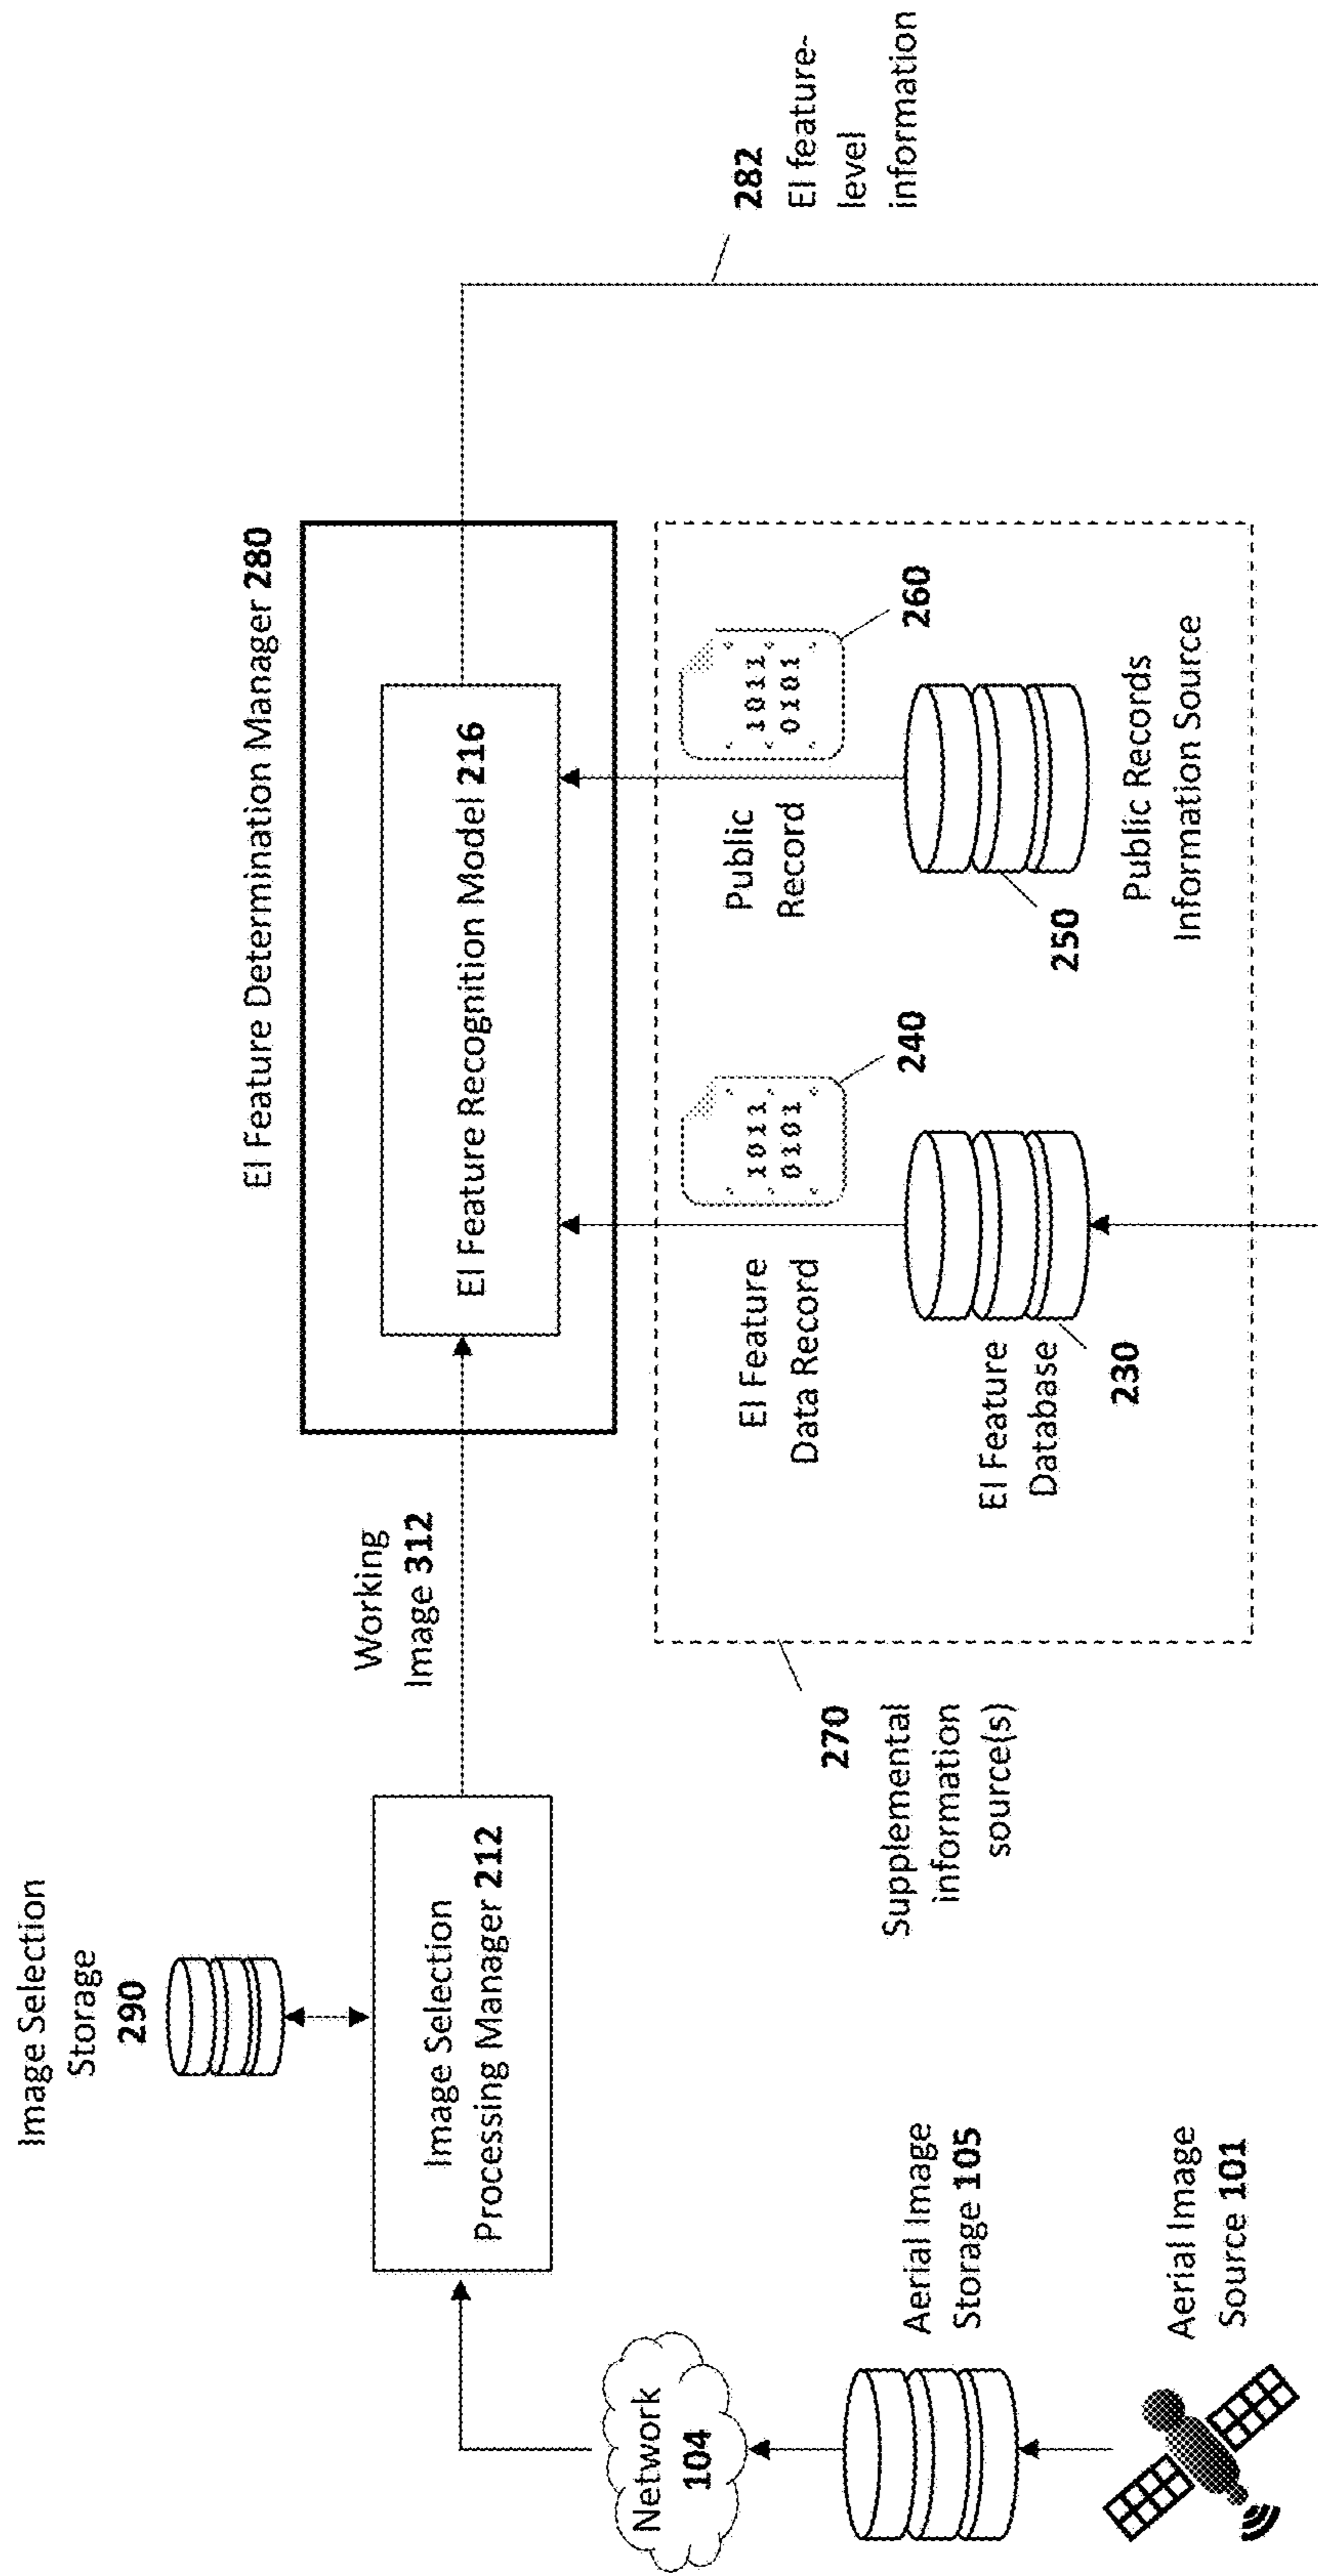 Image Selection
Storage
290
Image Selection
Processing Manager 212
Network
104
Aerial Image
Storage 105
Aerial Image
Source 101
Working
Image 312
EI Feature Determination Manager 280
EI Feature Recognition Model 216
282
EI feature-
level
information
270
Supplemental
information
source(s)
EI Feature
Data Record
1011
0101
240
EI Feature
Database
230
Public
Record
1011
0101
260
250
Public Records
Information Source